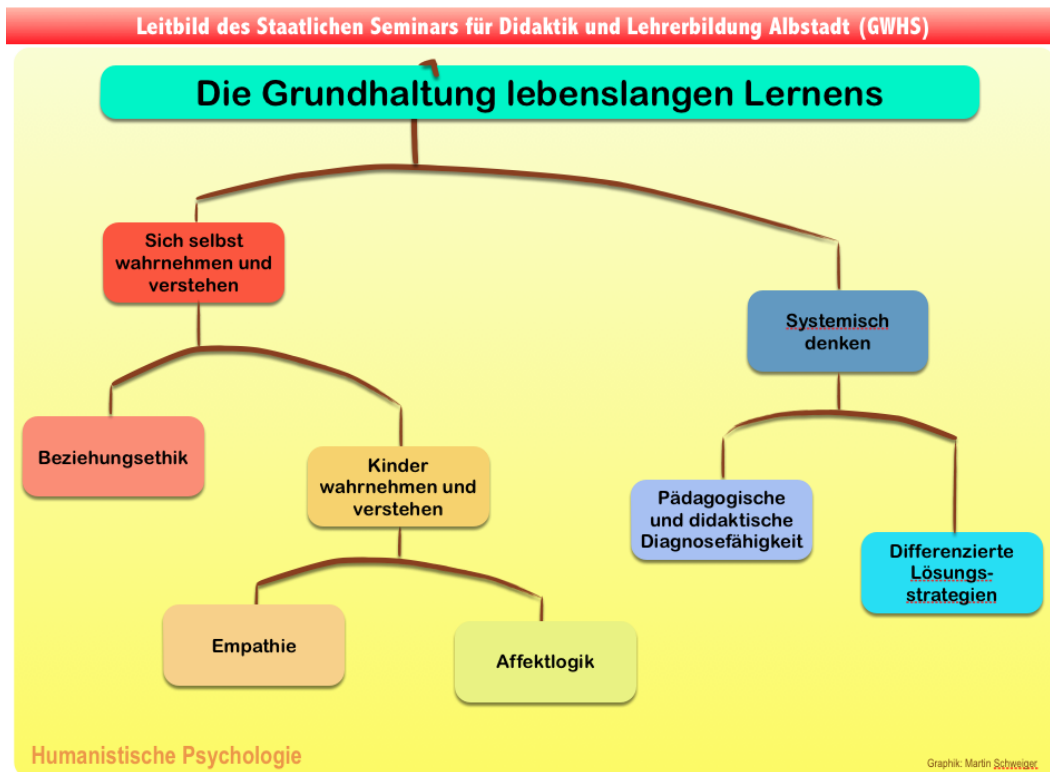 Leitbild des Staatlichen Seminars für Didaktik und Lehrerbildung Albstadt (GWHS)
Die Grundhaltung lebenslangen Lernens
Sich selbst
wahrnehmen und
verstehen
Systemisch
denken
Beziehungsethik
Kinder
wahrnehmen und
verstehen
Pädagogische
und didaktische
Diagnosefähigkeit
Differenzierte
Lösungs-
strategien
Empathie
Affektlogik
Humanistische Psychologie
Graphik: Martin Schweiger